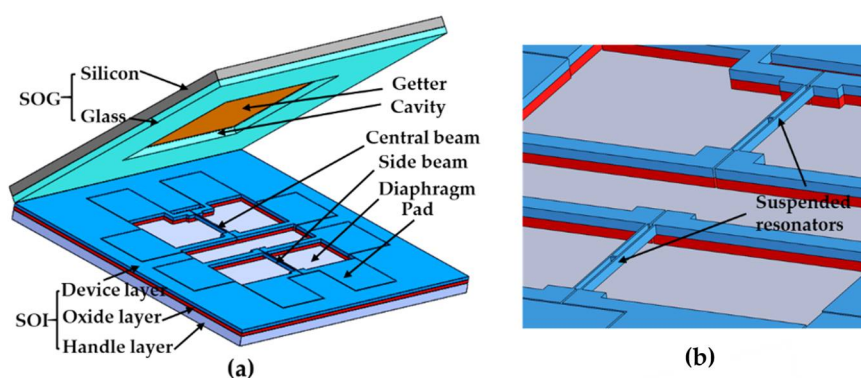 Silicon
SOG
Glass
Getter
Cavity
Central beam
Side beam
Diaphragm
Pad
Device layer
SOI
Oxide layer
Handle layer
(a)
Suspended
resonators
(b)